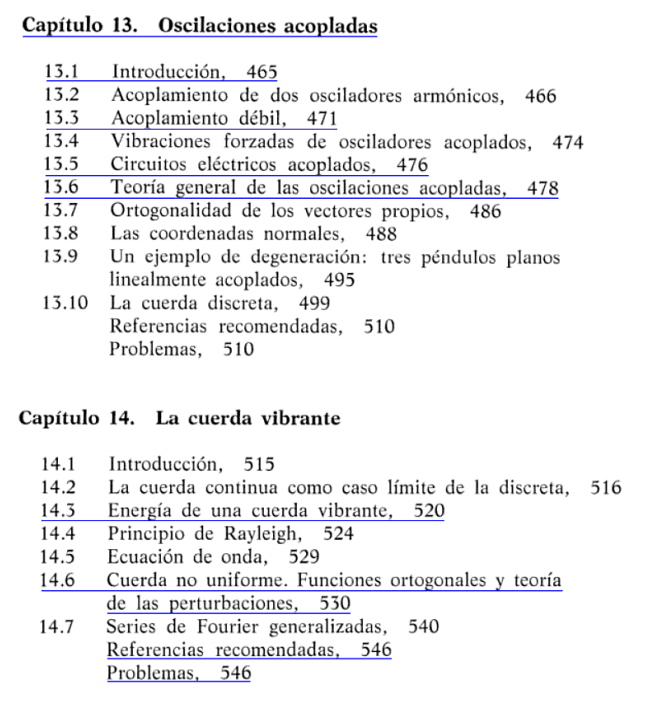 Capítulo 13. Oscilaciones acopladas
13.1 Introducción, 465
13.2 Acoplamiento de dos osciladores armónicos, 466
13.3 Acoplamiento débil, 471
13.4 Vibraciones forzadas de osciladores acoplados, 474
13.5 Circuitos eléctricos acoplados, 476
13.6 Teoría general de las oscilaciones acopladas, 478
13.7 Ortogonalidad de los vectores propios, 486
13.8 Las coordenadas normales, 488
13.9 Un ejemplo de degeneración: tres péndulos planos
linealmente acoplados, 495
13.10 La cuerda discreta, 499
Referencias recomendadas, 510
Problemas, 510
Capítulo 14. La cuerda vibrante
14.1 Introducción, 515
14.2 La cuerda continua como caso límite de la discreta, 516
14.3 Energía de una cuerda vibrante, 520
14.4 Principio de Rayleigh, 524
14.5 Ecuación de onda, 529
14.6 Cuerda no uniforme. Funciones ortogonales y teoría
de las perturbaciones, 530
14.7 Series de Fourier generalizadas, 540
Referencias recomendadas, 546
Problemas, 546